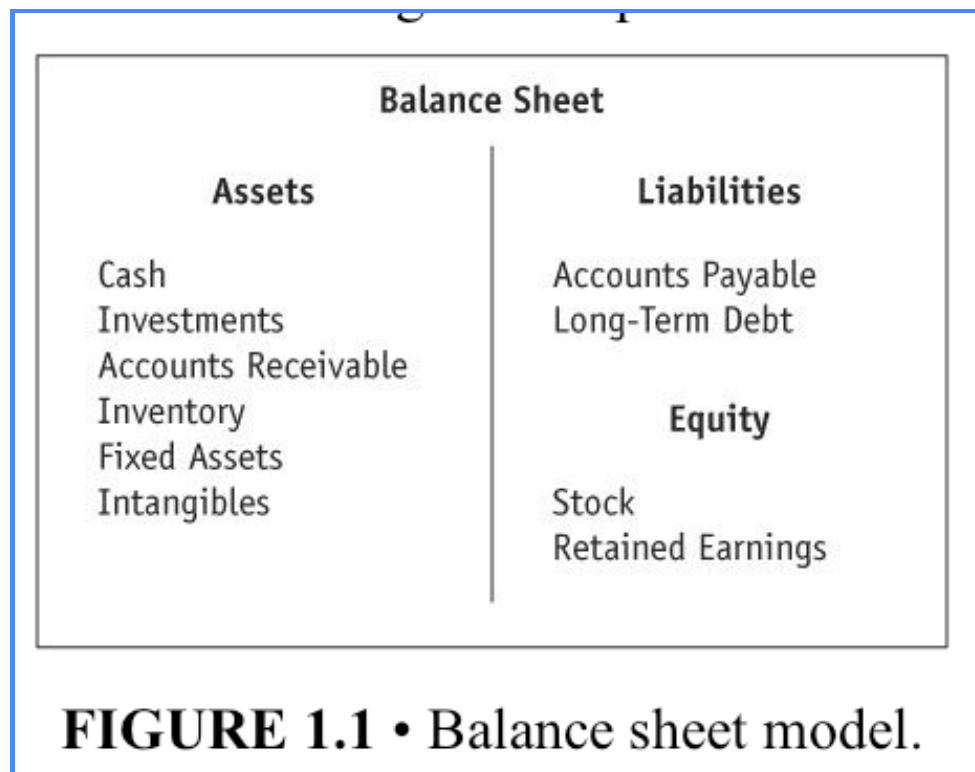 Balance Sheet
Assets
Cash
Investments
Accounts Receivable
Inventory
Fixed Assets
Intangibles
Liabilities
Accounts Payable
Long-Term Debt
Equity
Stock
Retained Earnings
FIGURE 1.1 • Balance sheet model.